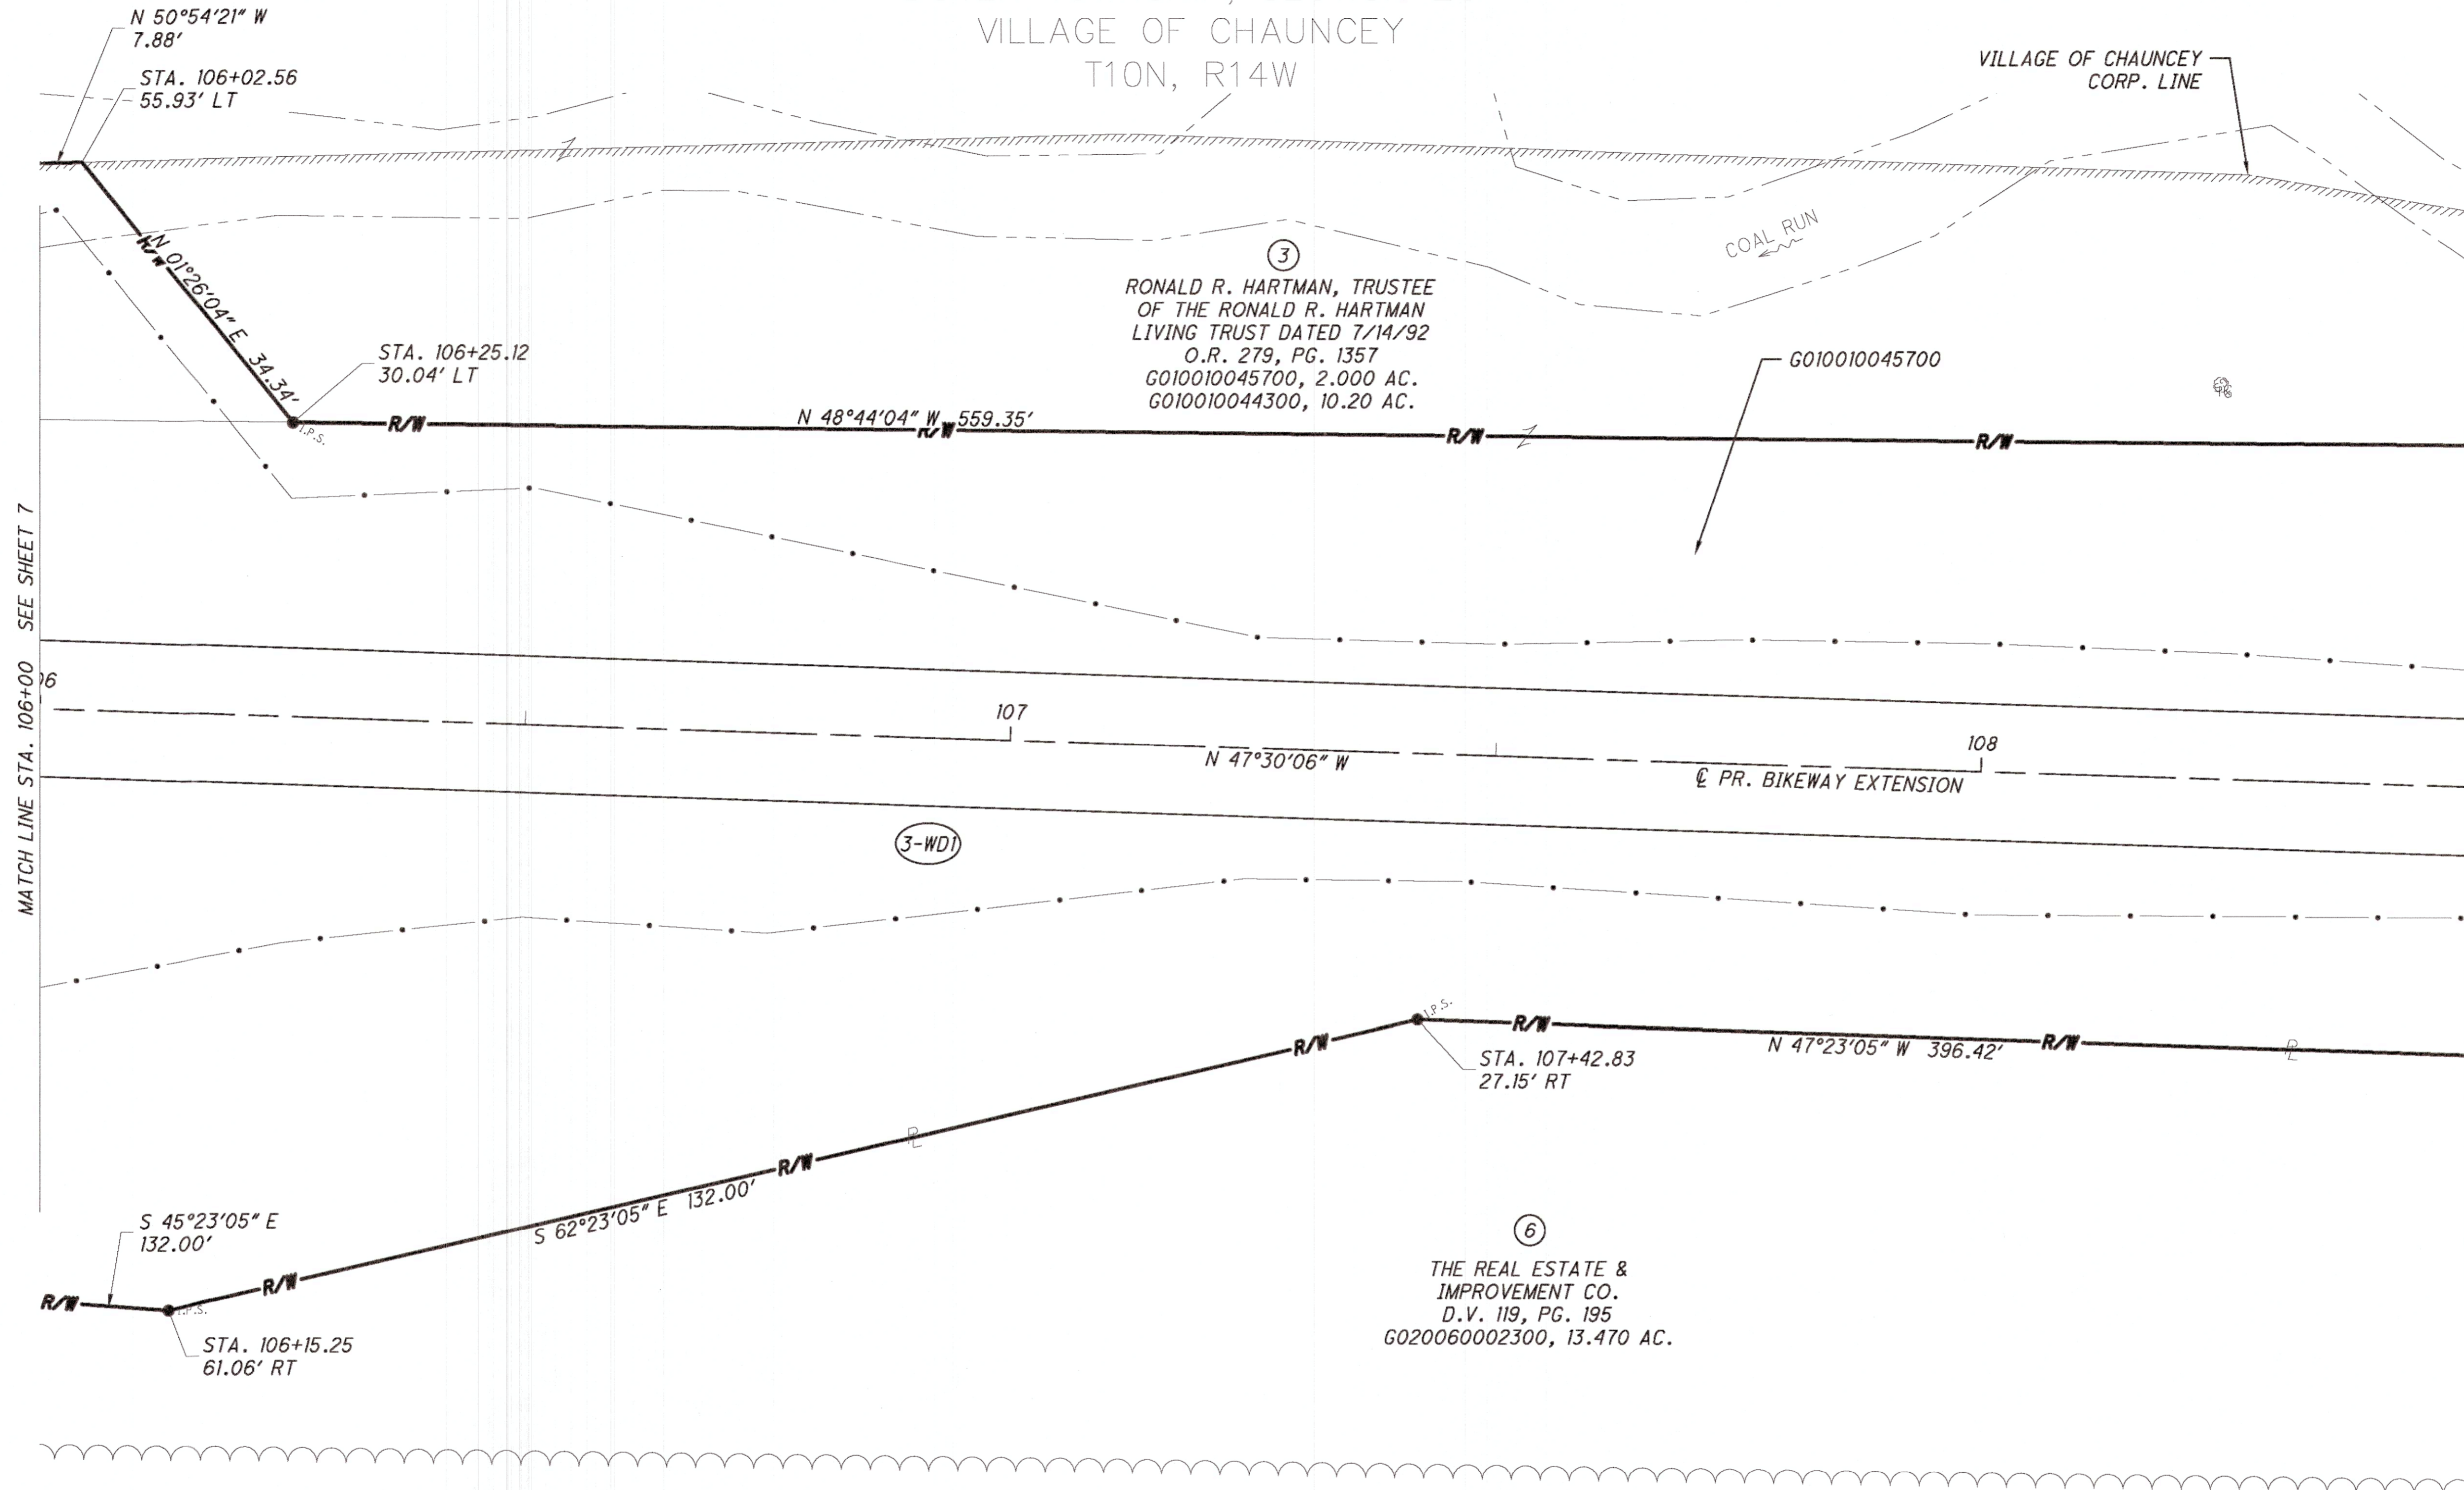 VILLAGE OF CHAUNCEY
T10N, R14W
N 50°54'21" W
7.88'
STA. 106+02.56
55.93' LT
VILLAGE OF CHAUNCEY
CORP. LINE
COAL RUN
R/W
N 01°26'04" E 34.34'
3
RONALD R. HARTMAN, TRUSTEE
OF THE RONALD R. HARTMAN
LIVING TRUST DATED 7/14/92
O.R. 279, PG. 1357
G010010045700, 2.000 AC.
G010010044300, 10.20 AC.
STA. 106+25.12
30.04' LT
G010010045700
I.P.S.
R/W
N 48°44'04" W 559.35'
R/W
R/W
R/W
MATCH LINE STA. 106+00 SEE SHEET 7
06
107
108
N 47°30'06" W
℄ PR. BIKEWAY EXTENSION
3-WD1
I.P.S.
R/W
R/W
N 47°23'05" W 396.42'
R/W
PL
STA. 107+42.83
27.15' RT
PL
R/W
S 62°23'05" E 132.00'
S 45°23'05" E
132.00'
R/W
R/W
I.P.S.
STA. 106+15.25
61.06' RT
6
THE REAL ESTATE &
IMPROVEMENT CO.
D.V. 119, PG. 195
G020060002300, 13.470 AC.